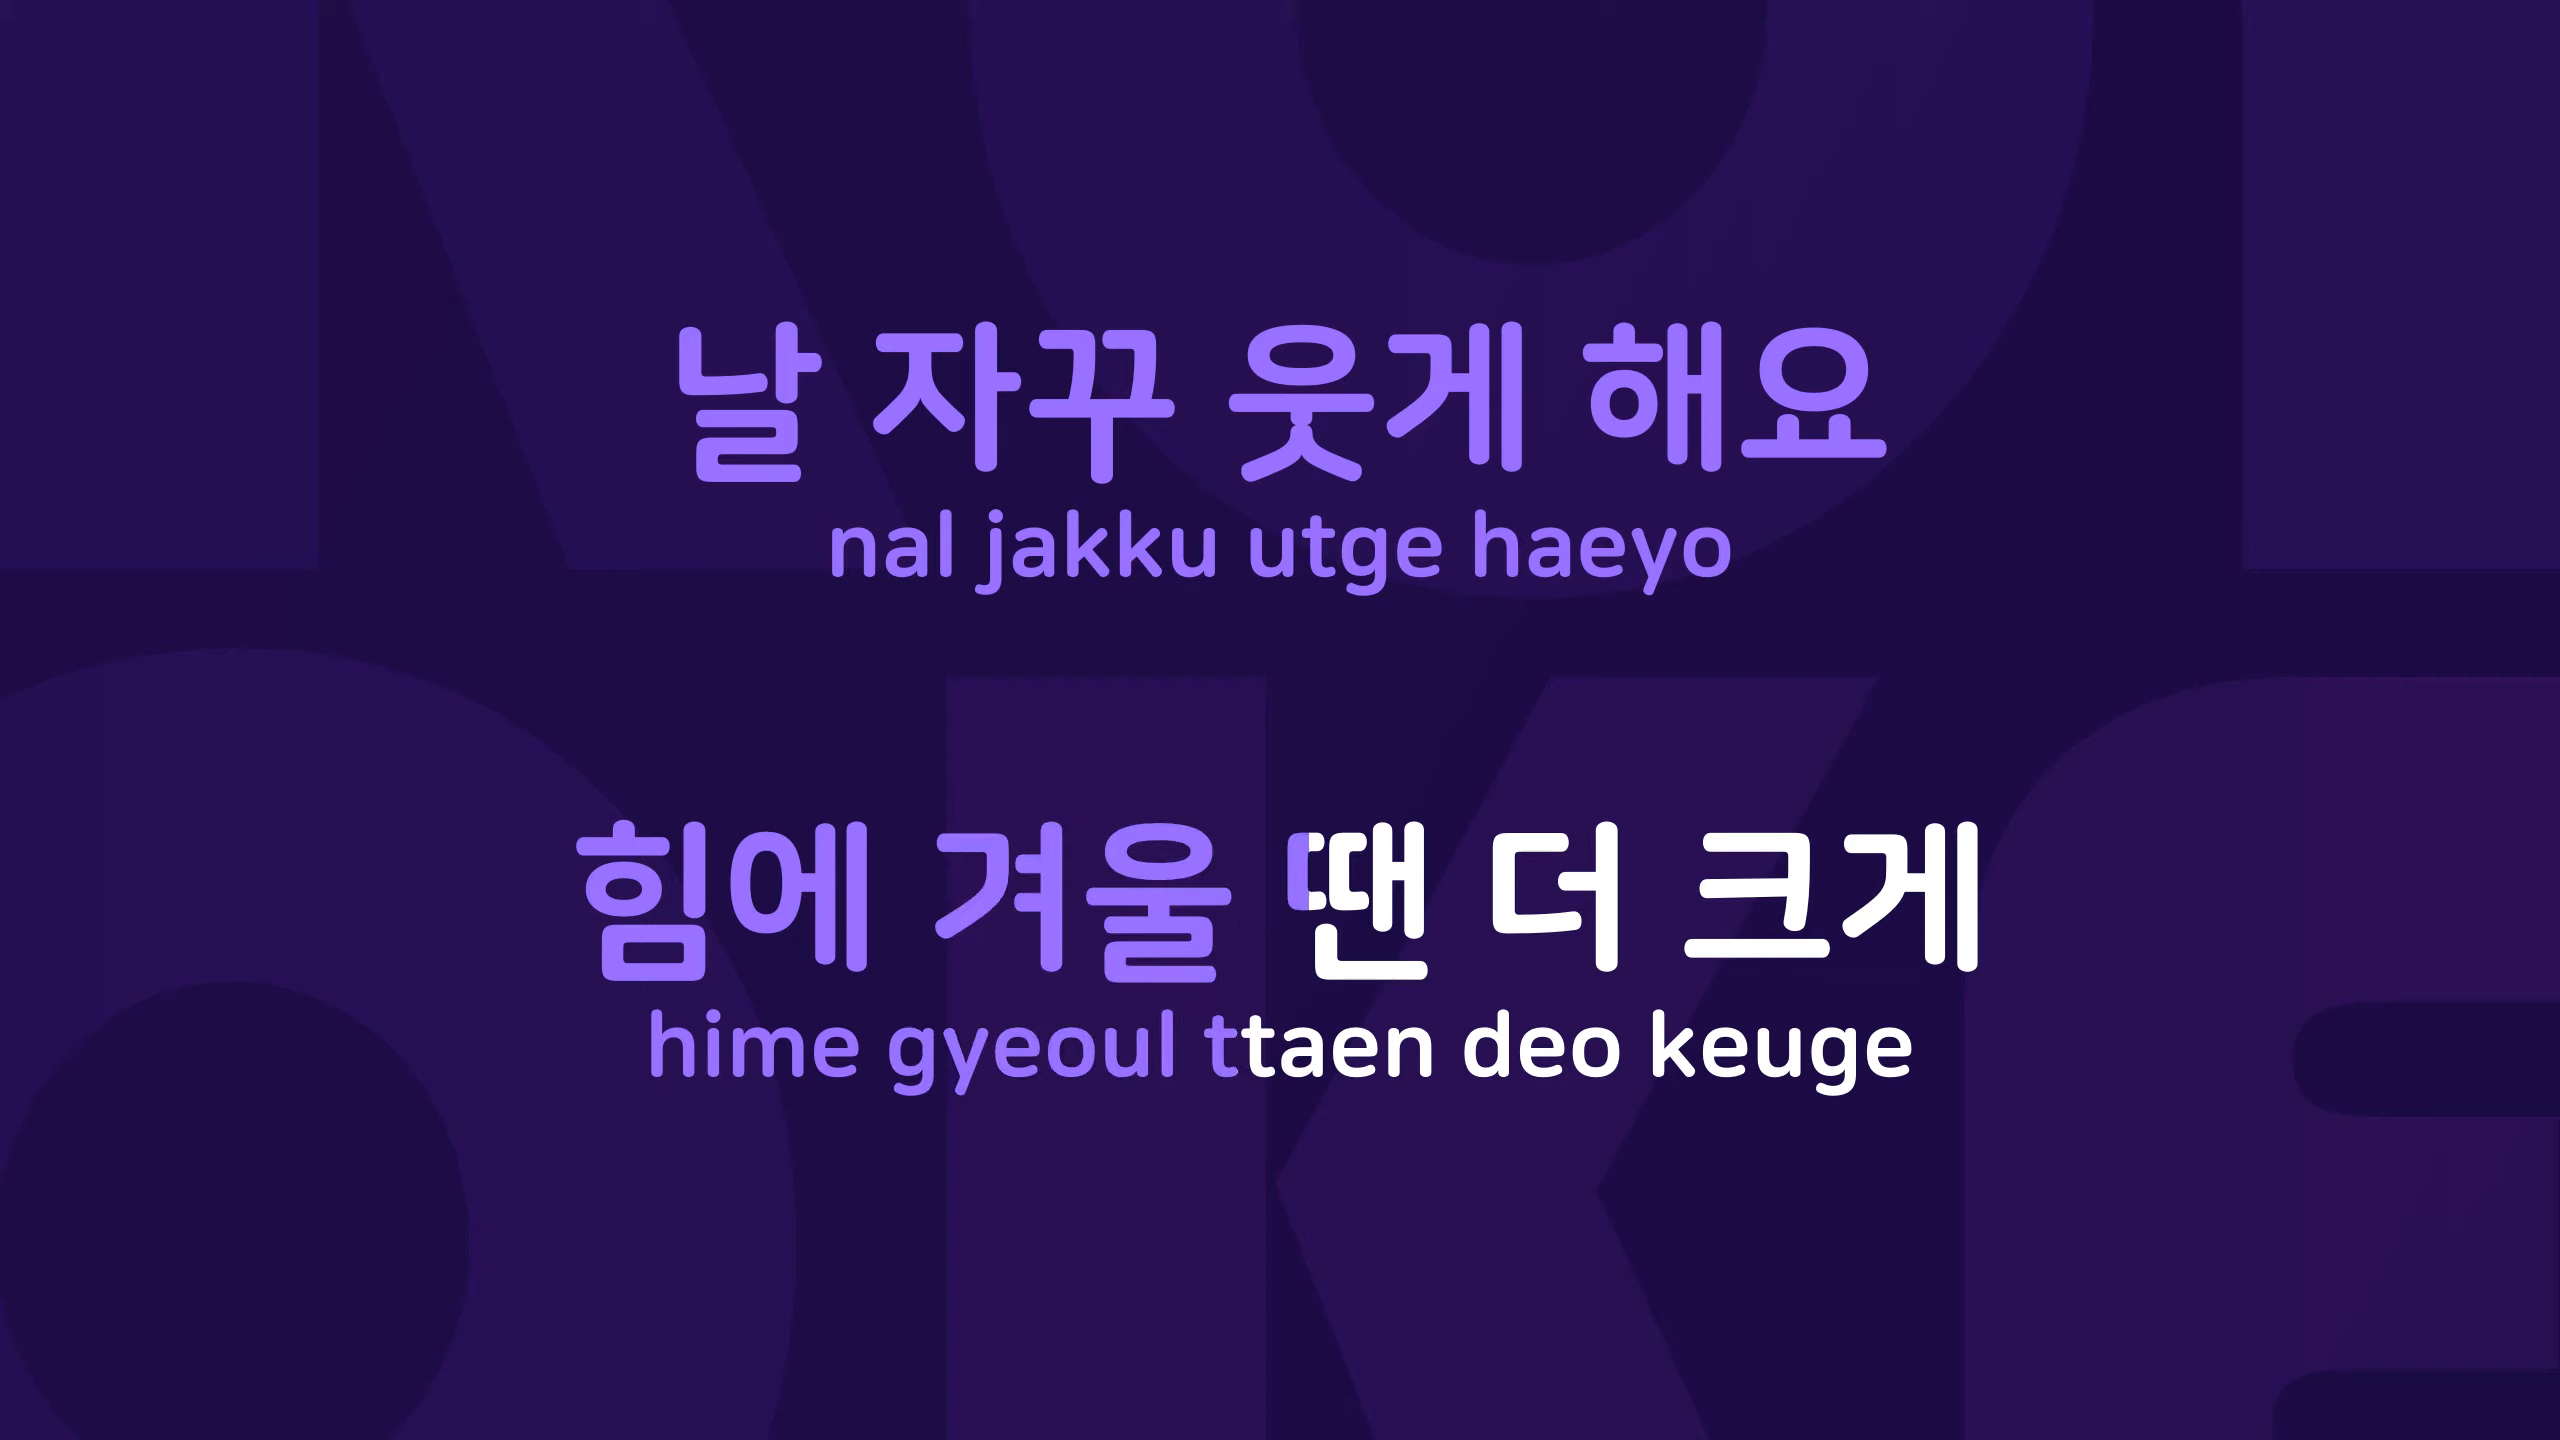 날 자꾸 웃게 해요
nal jakku utge haeyo
힘에 겨울 땐 더 크게
hime gyeoul ttaen deo keuge